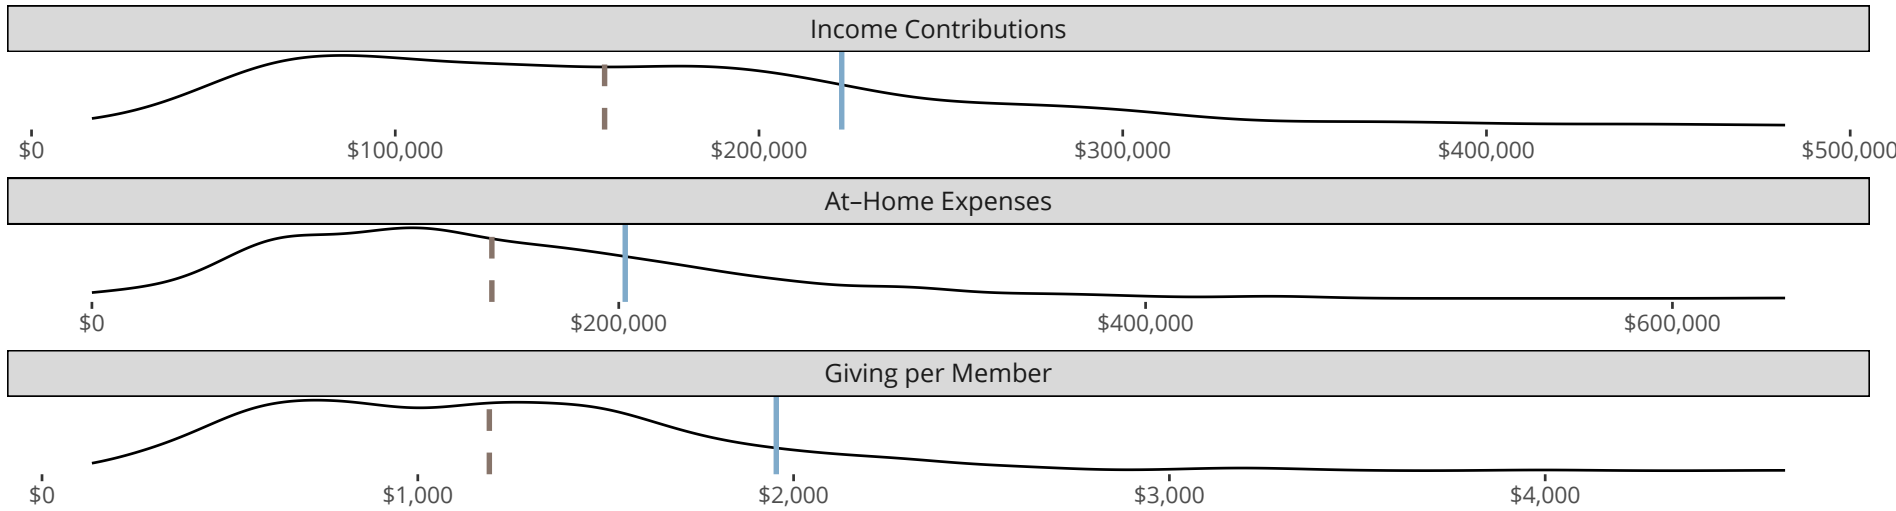 Income Contributions
$0 $100,000 $200,000 $300,000 $400,000 $500,000
At–Home Expenses
$0 $200,000 $400,000 $600,000
Giving per Member
$0 $1,000 $2,000 $3,000 $4,000